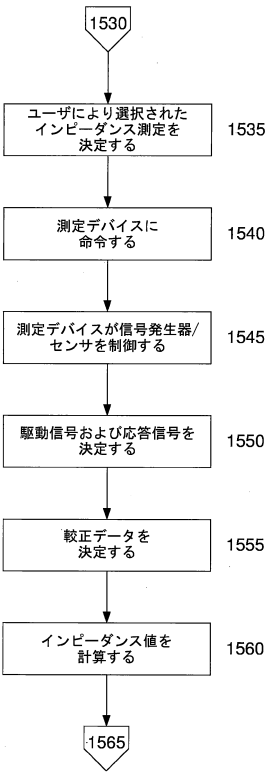 1530
ユーザにより選択された
インピーダンス測定を
決定する
1535
測定デバイスに
命令する
1540
測定デバイスが信号発生器/
センサを制御する
1545
駆動信号および応答信号を
決定する
1550
較正データを
決定する
1555
インピーダンス値を
計算する
1560
1565